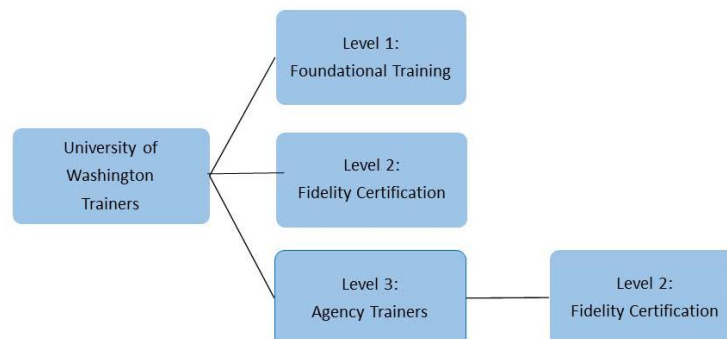 Level 1:
Foundational Training
University of
Washington
Trainers
Level 2:
Fidelity Certification
Level 3:
Agency Trainers
Level 2:
Fidelity Certification